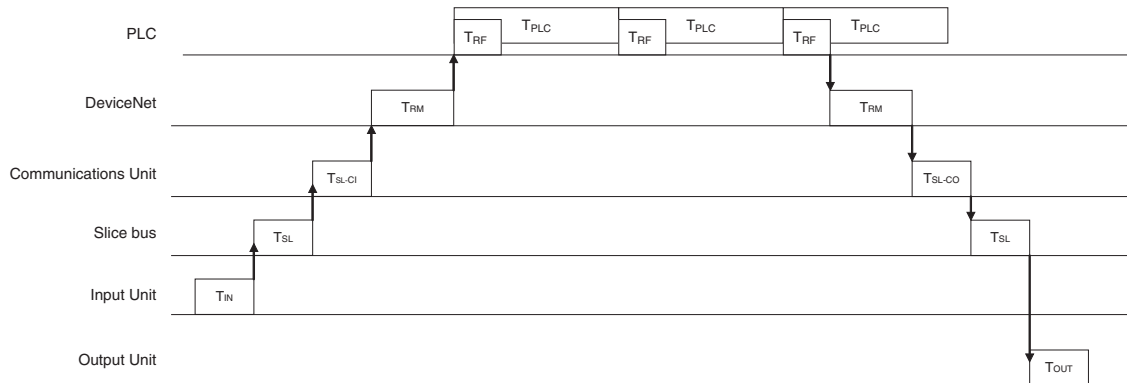 PLC
TPLC
TPLC
TPLC
TRF
TRF
TRF
DeviceNet
TRM
TRM
Communications Unit
TSL-CI
TSL-CO
Slice bus
TSL
TSL
Input Unit
TIN
Output Unit
TOUT